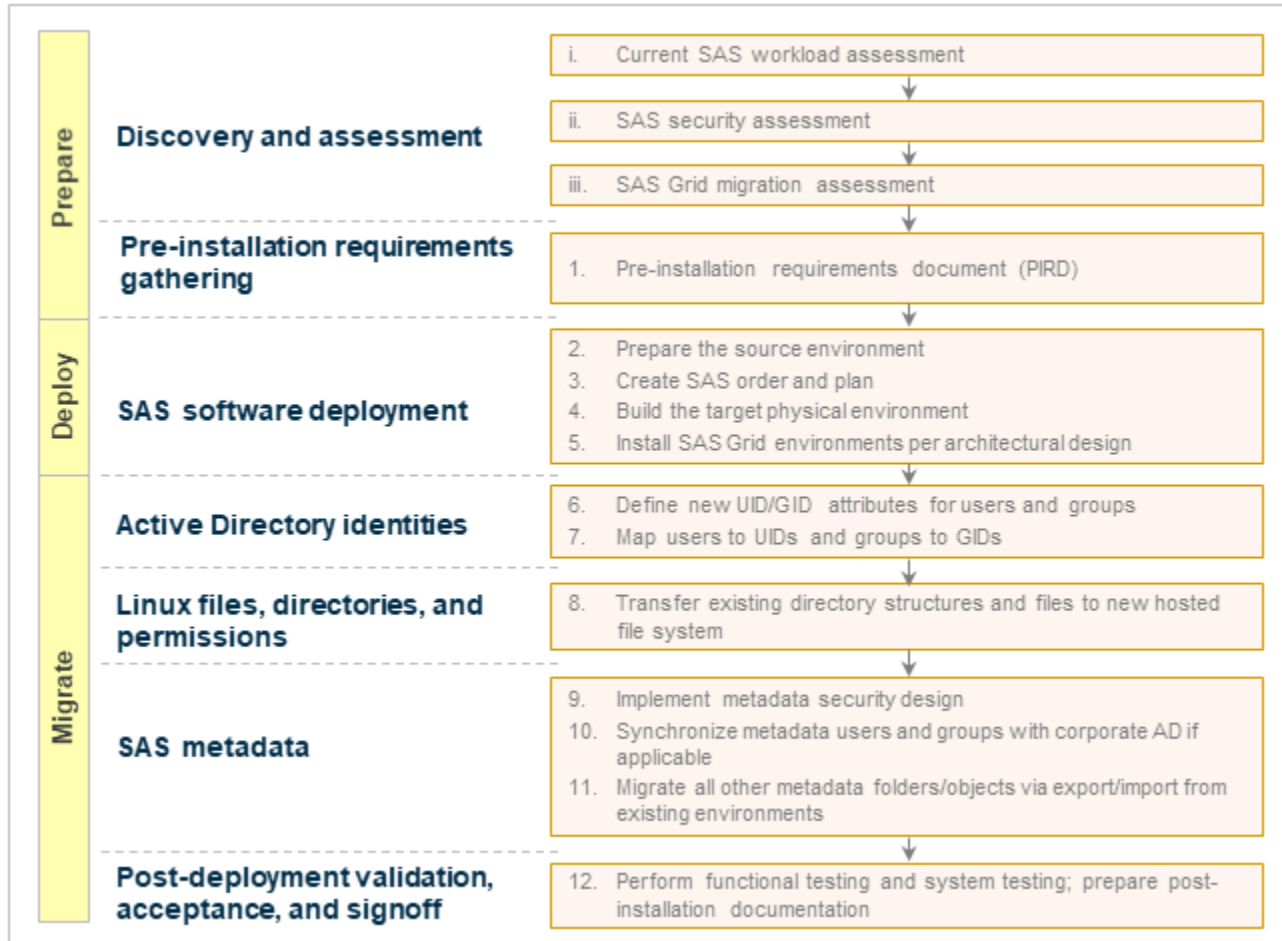 Prepare
Discovery and assessment
i. Current SAS workload assessment
ii. SAS security assessment
iii. SAS Grid migration assessment
Pre-installation requirements
gathering
1. Pre-installation requirements document (PIRD)
Deploy
SAS software deployment
2. Prepare the source environment
3. Create SAS order and plan
4. Build the target physical environment
5. Install SAS Grid environments per architectural design
Migrate
Active Directory identities
6. Define new UID/GID attributes for users and groups
7. Map users to UIDs and groups to GIDs
Linux files, directories, and
permissions
8. Transfer existing directory structures and files to new hosted
file system
SAS metadata
9. Implement metadata security design
10. Synchronize metadata users and groups with corporate AD if
applicable
11. Migrate all other metadata folders/objects via export/import from
existing environments
Post-deployment validation,
acceptance, and signoff
12. Perform functional testing and system testing; prepare post-
installation documentation